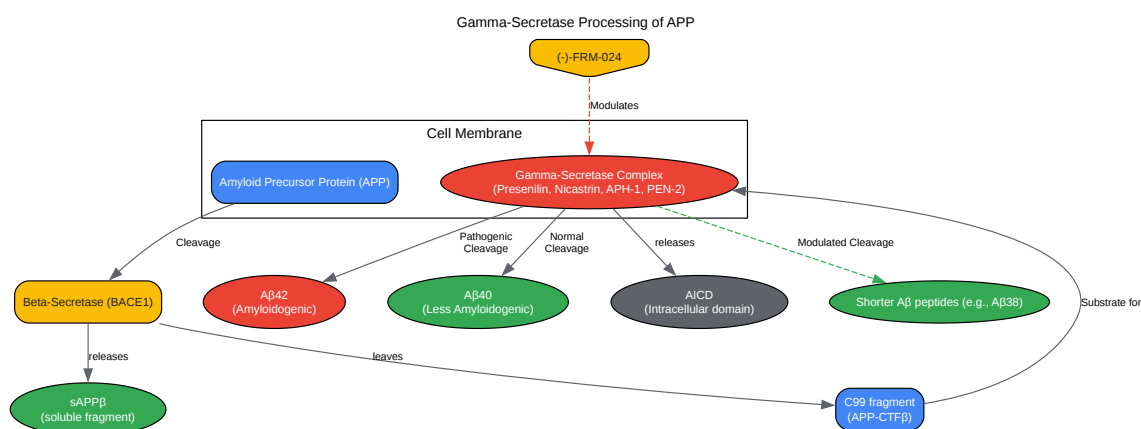 Gamma-Secretase Processing of APP
(-)-FRM-024
Modulates
Cell Membrane
Amyloid Precursor Protein (APP)
Gamma-Secretase Complex
(Presenilin, Nicastrin, APH-1, PEN-2)
Cleavage
Pathogenic
Cleavage
Normal
Cleavage
releases
Modulated Cleavage
Beta-Secretase (BACE1)
Aβ42
(Amyloidogenic)
Aβ40
(Less Amyloidogenic)
AICD
(Intracellular domain)
Shorter Aβ peptides (e.g., Aβ38)
Substrate for
releases
leaves
sAPPβ
(soluble fragment)
C99 fragment
(APP-CTFβ)